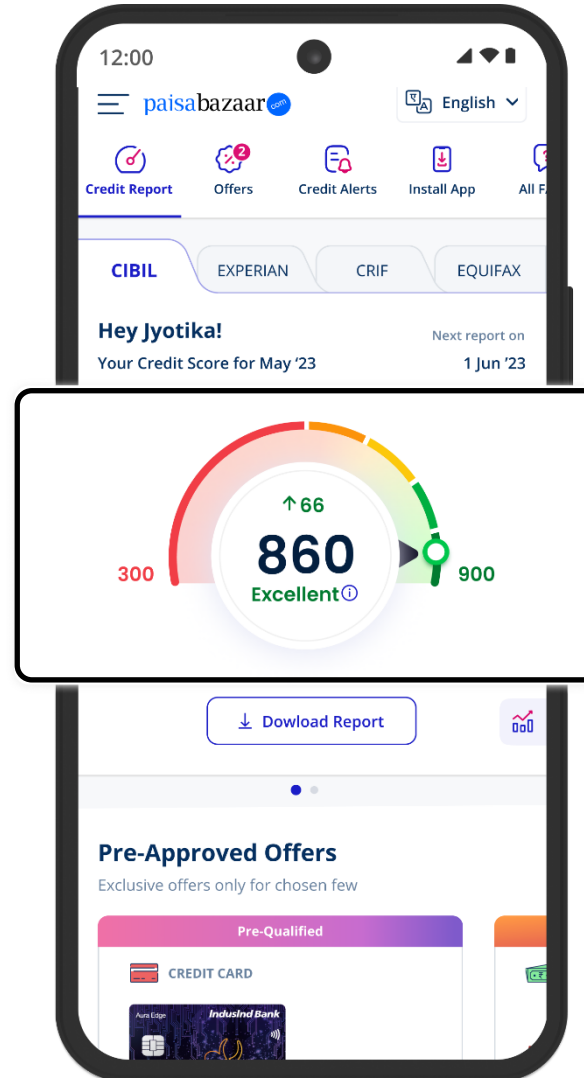 12:00
paisabazaar.com
English
Credit Report
Offers
2
Credit Alerts
Install App
All
CIBIL
EXPERIAN
CRIF
EQUIFAX
Hey Jyotika!
Next report on
Your Credit Score for May ‘23
1 Jun ’23
↑66
860
Excellent
300
900
Dowload Report
Pre-Approved Offers
Exclusive offers only for chosen few
Pre-Qualified
CREDIT CARD
Aura Edge
IndusInd Bank